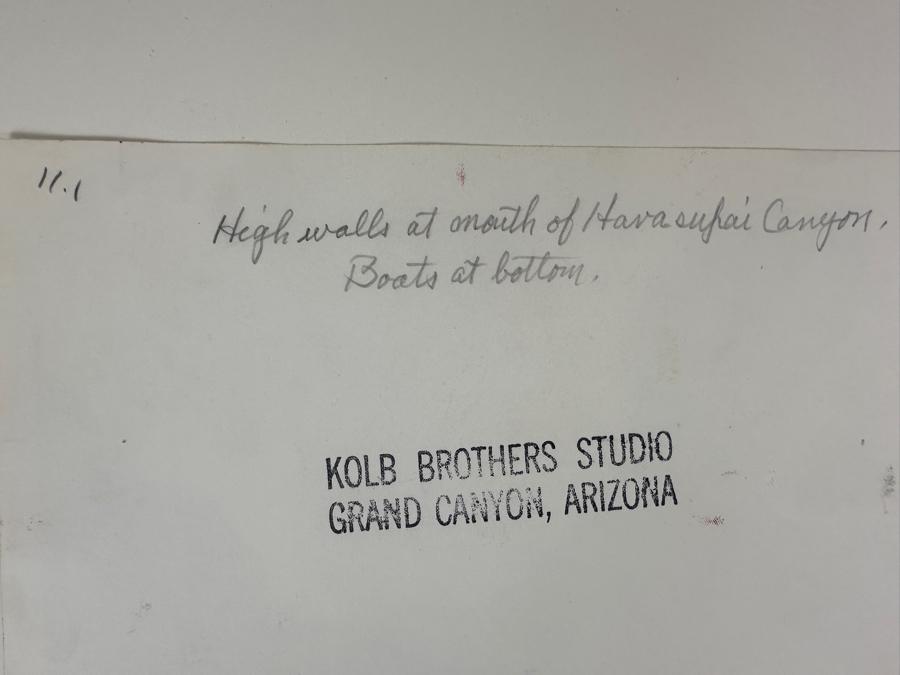 11.1
High walls at mouth of Havasupai Canyon.
Boats at bottom.
KOLB BROTHERS STUDIO
GRAND CANYON, ARIZONA